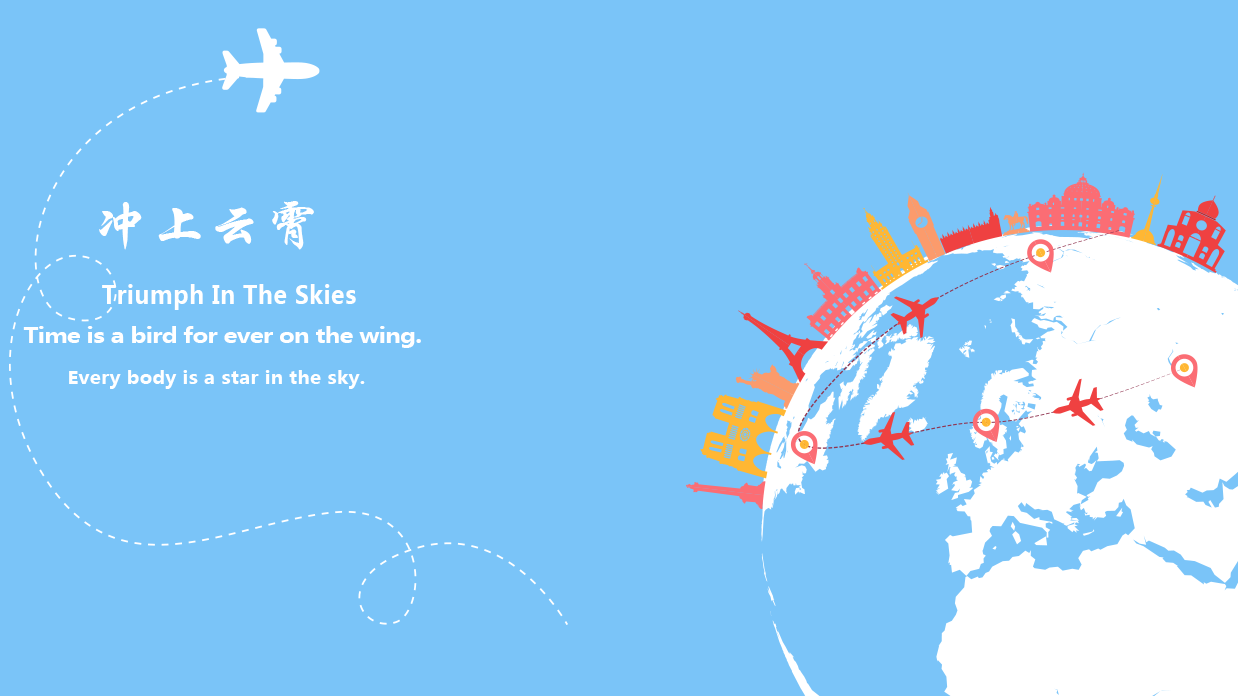 冲上云霄
Triumph In The Skies
Time is a bird for ever on the wing.
Every body is a star in the sky.